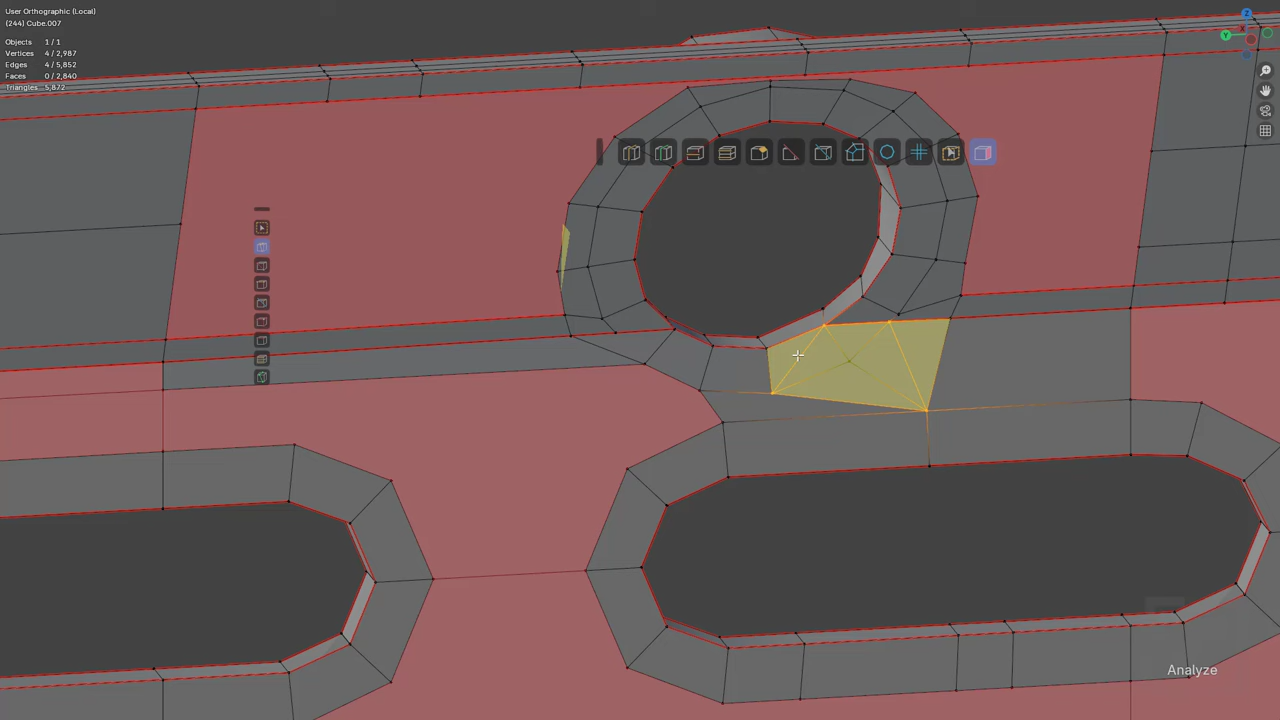 User Orthographic (Local)
(244) Cube.007
Objects 1 / 1
Vertices 4 / 2,987
Edges 4 / 5,852
Faces 0 / 2,840
Triangles 5,872
Z
Y
Analyze